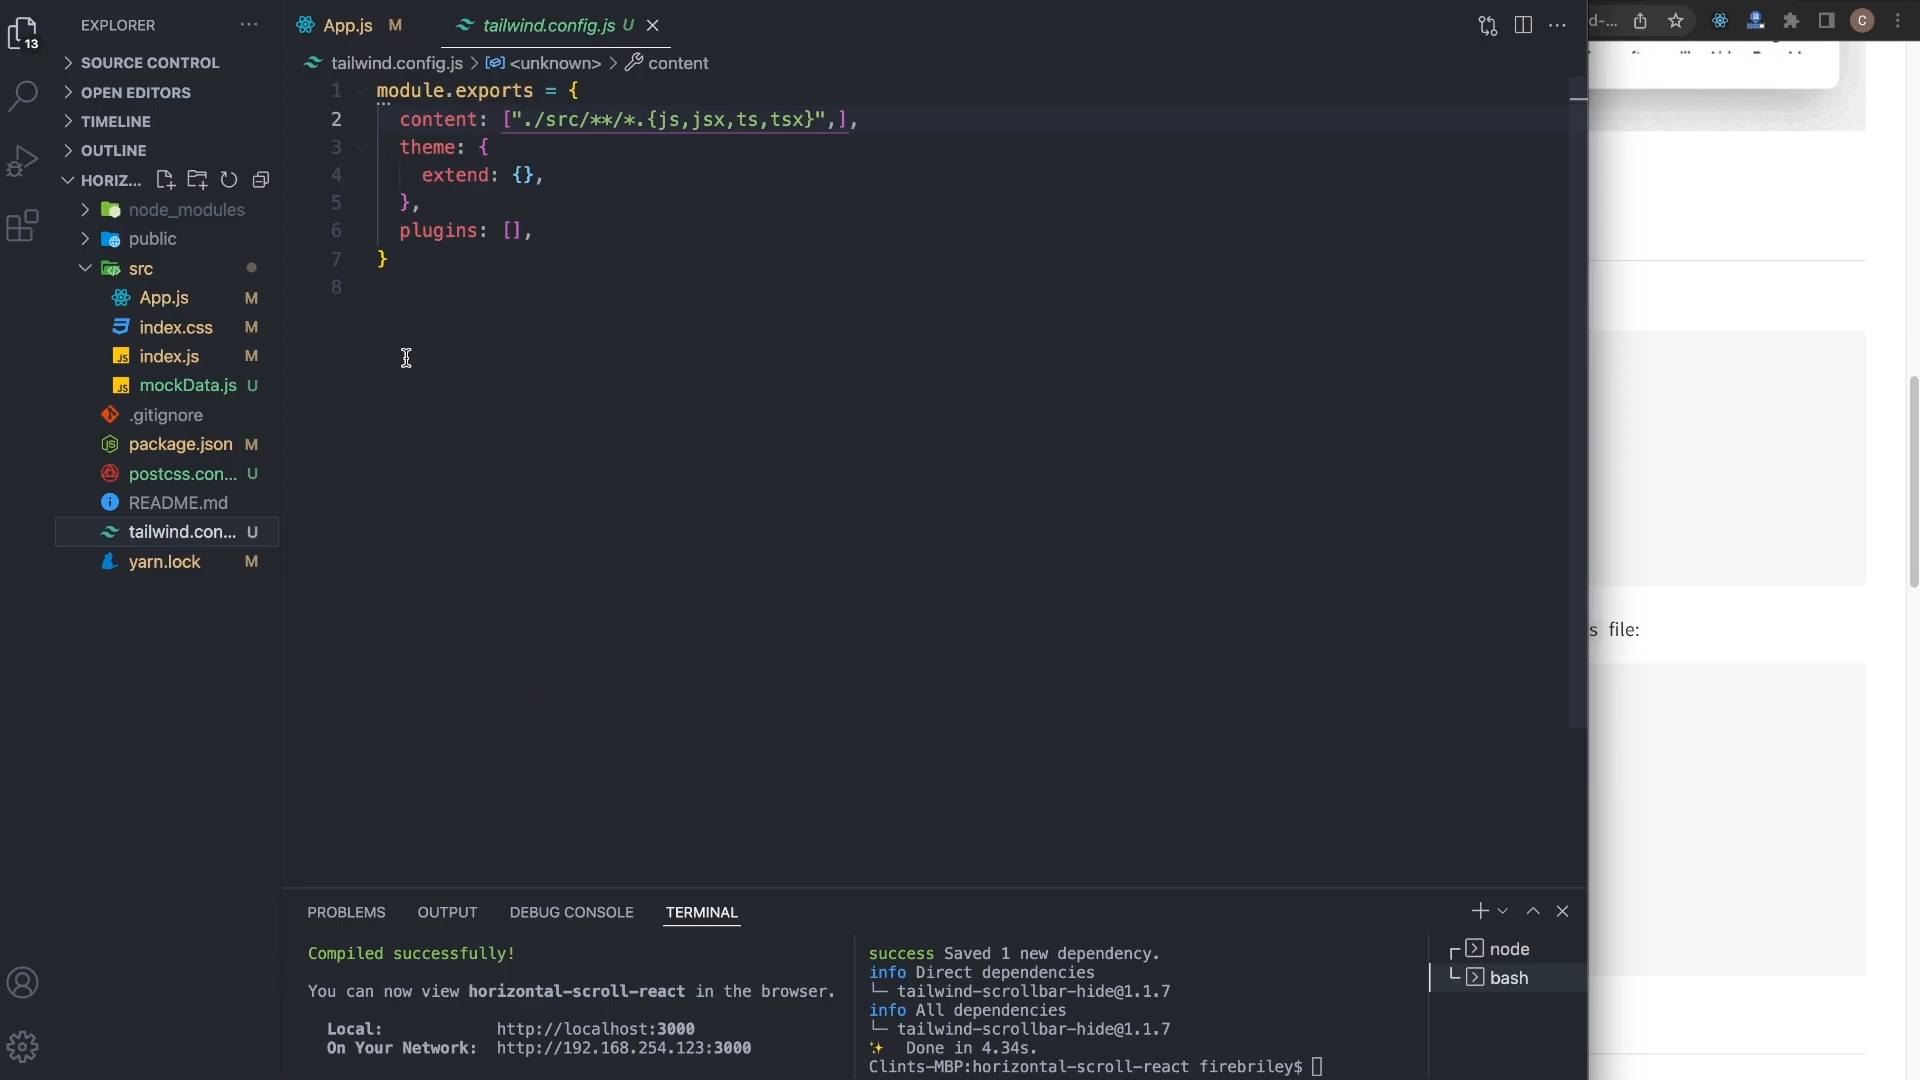 EXPLORER
13
SOURCE CONTROL
OPEN EDITORS
TIMELINE
OUTLINE
HORIZ...
node_modules
public
src
App.js M
index.css M
index.js M
mockData.js U
.gitignore
package.json M
postcss.con... U
README.md
tailwind.con... U
yarn.lock M
App.js M
tailwind.config.js U
tailwind.config.js > <unknown> > content
1 module.exports = {
2 content: ["./src/**/*.{js,jsx,ts,tsx}",],
3 theme: {
4 extend: {},
5 },
6 plugins: [],
7 }
8
PROBLEMS OUTPUT DEBUG CONSOLE TERMINAL
Compiled successfully!
You can now view horizontal-scroll-react in the browser.
Local: http://localhost:3000
On Your Network: http://192.168.254.123:3000
success Saved 1 new dependency.
info Direct dependencies
└─ tailwind-scrollbar-hide@1.1.7
info All dependencies
└─ tailwind-scrollbar-hide@1.1.7
✨ Done in 4.34s.
Clints-MBP:horizontal-scroll-react firebriley$
node
bash
d-...
C
s file: